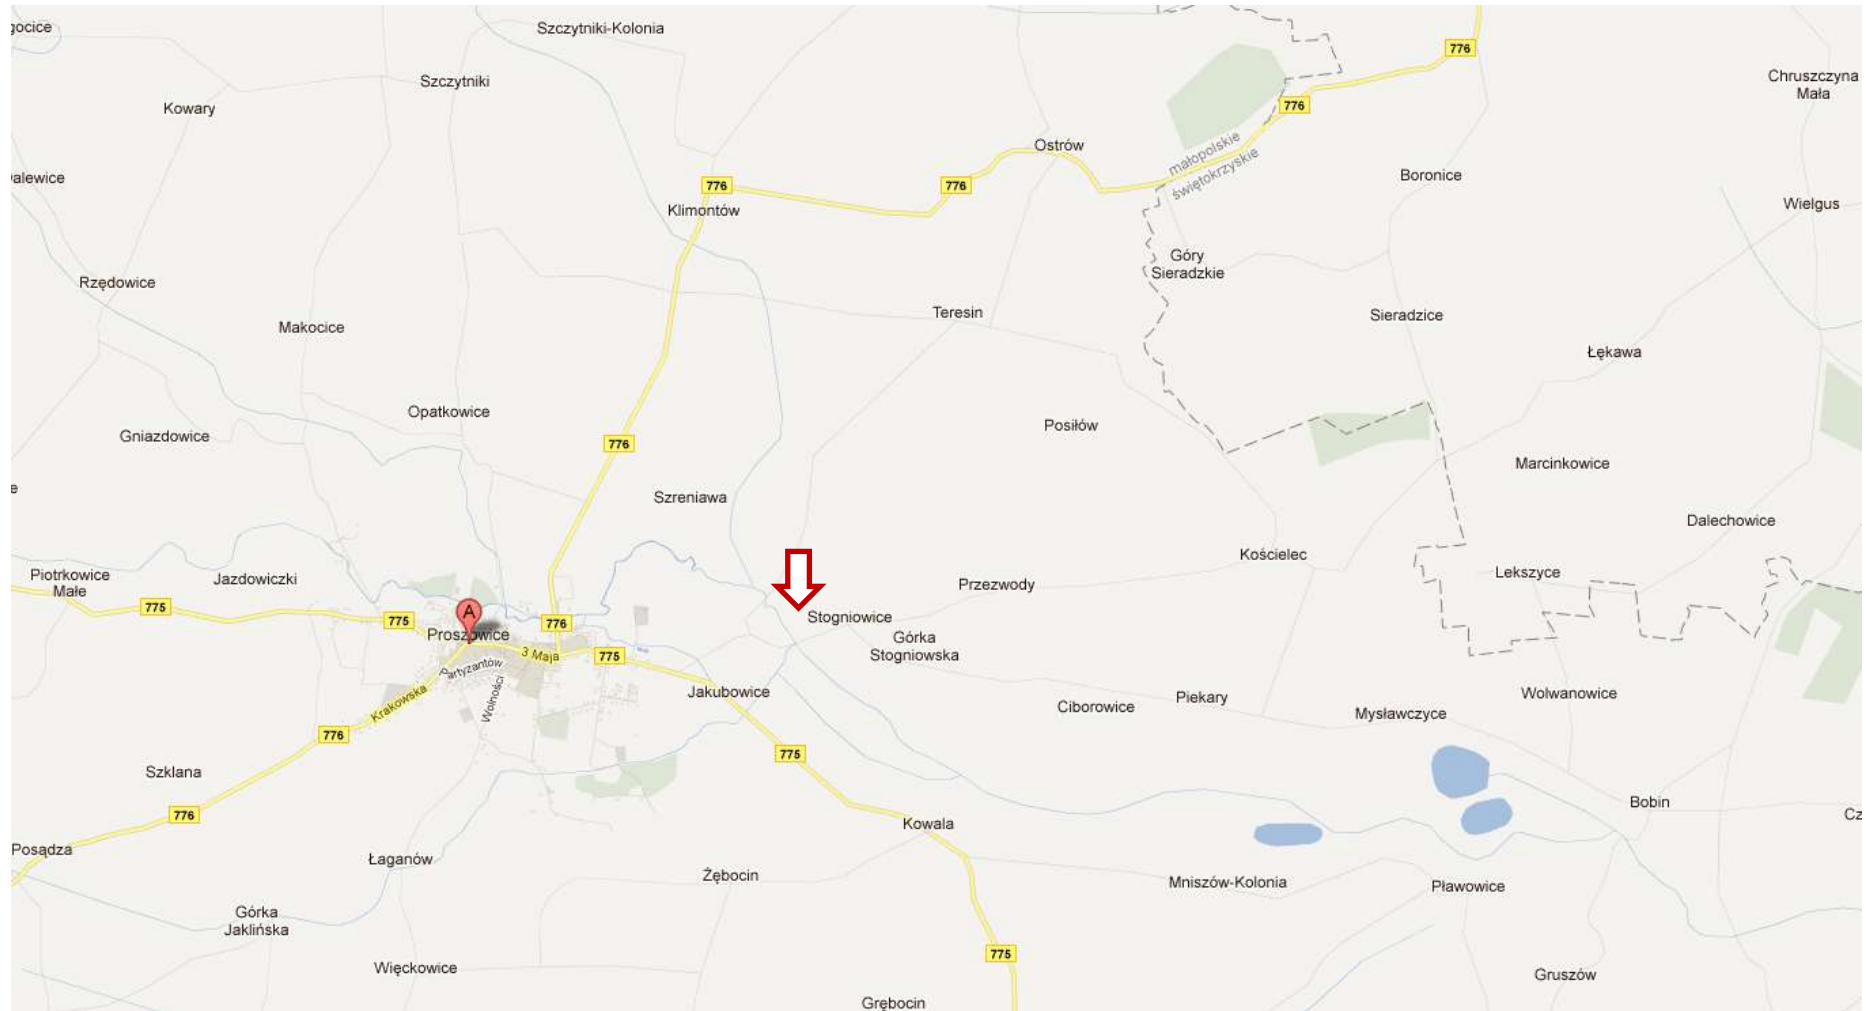 gocice
Szczytniki-Kolonia
776
Szczytniki
Chruszczyna
Mała
Kowary
776
Ostrów
małopolskie
świętokrzyskie
alewice
776
776
Boronice
Klimontów
Wielgus
Góry
Sieradzkie
Rzędowice
Teresin
Sieradzice
Makocice
Łękawa
Opatkowice
Posiłów
Gniazdowice
776
Marcinkowice
e
Szreniawa
Dalechowice
Kościelec
Piotrkowice
Małe
Jazdowiczki
Przezwody
Lekszyce
775
775
A
776
Stogniowice
Proszowice
Górka
Stogniowska
3 Maja
775
Partyzantów
Krakowska
Wolności
Jakubowice
Ciborowice
Piekary
Mysławczyce
Wolwanowice
776
775
Szklana
776
Bobin
Cz
Kowala
Posądza
Łaganów
Żębocin
Mniszów-Kolonia
Pławowice
Górka
Jaklińska
775
Więckowice
Gruszów
Grębocin